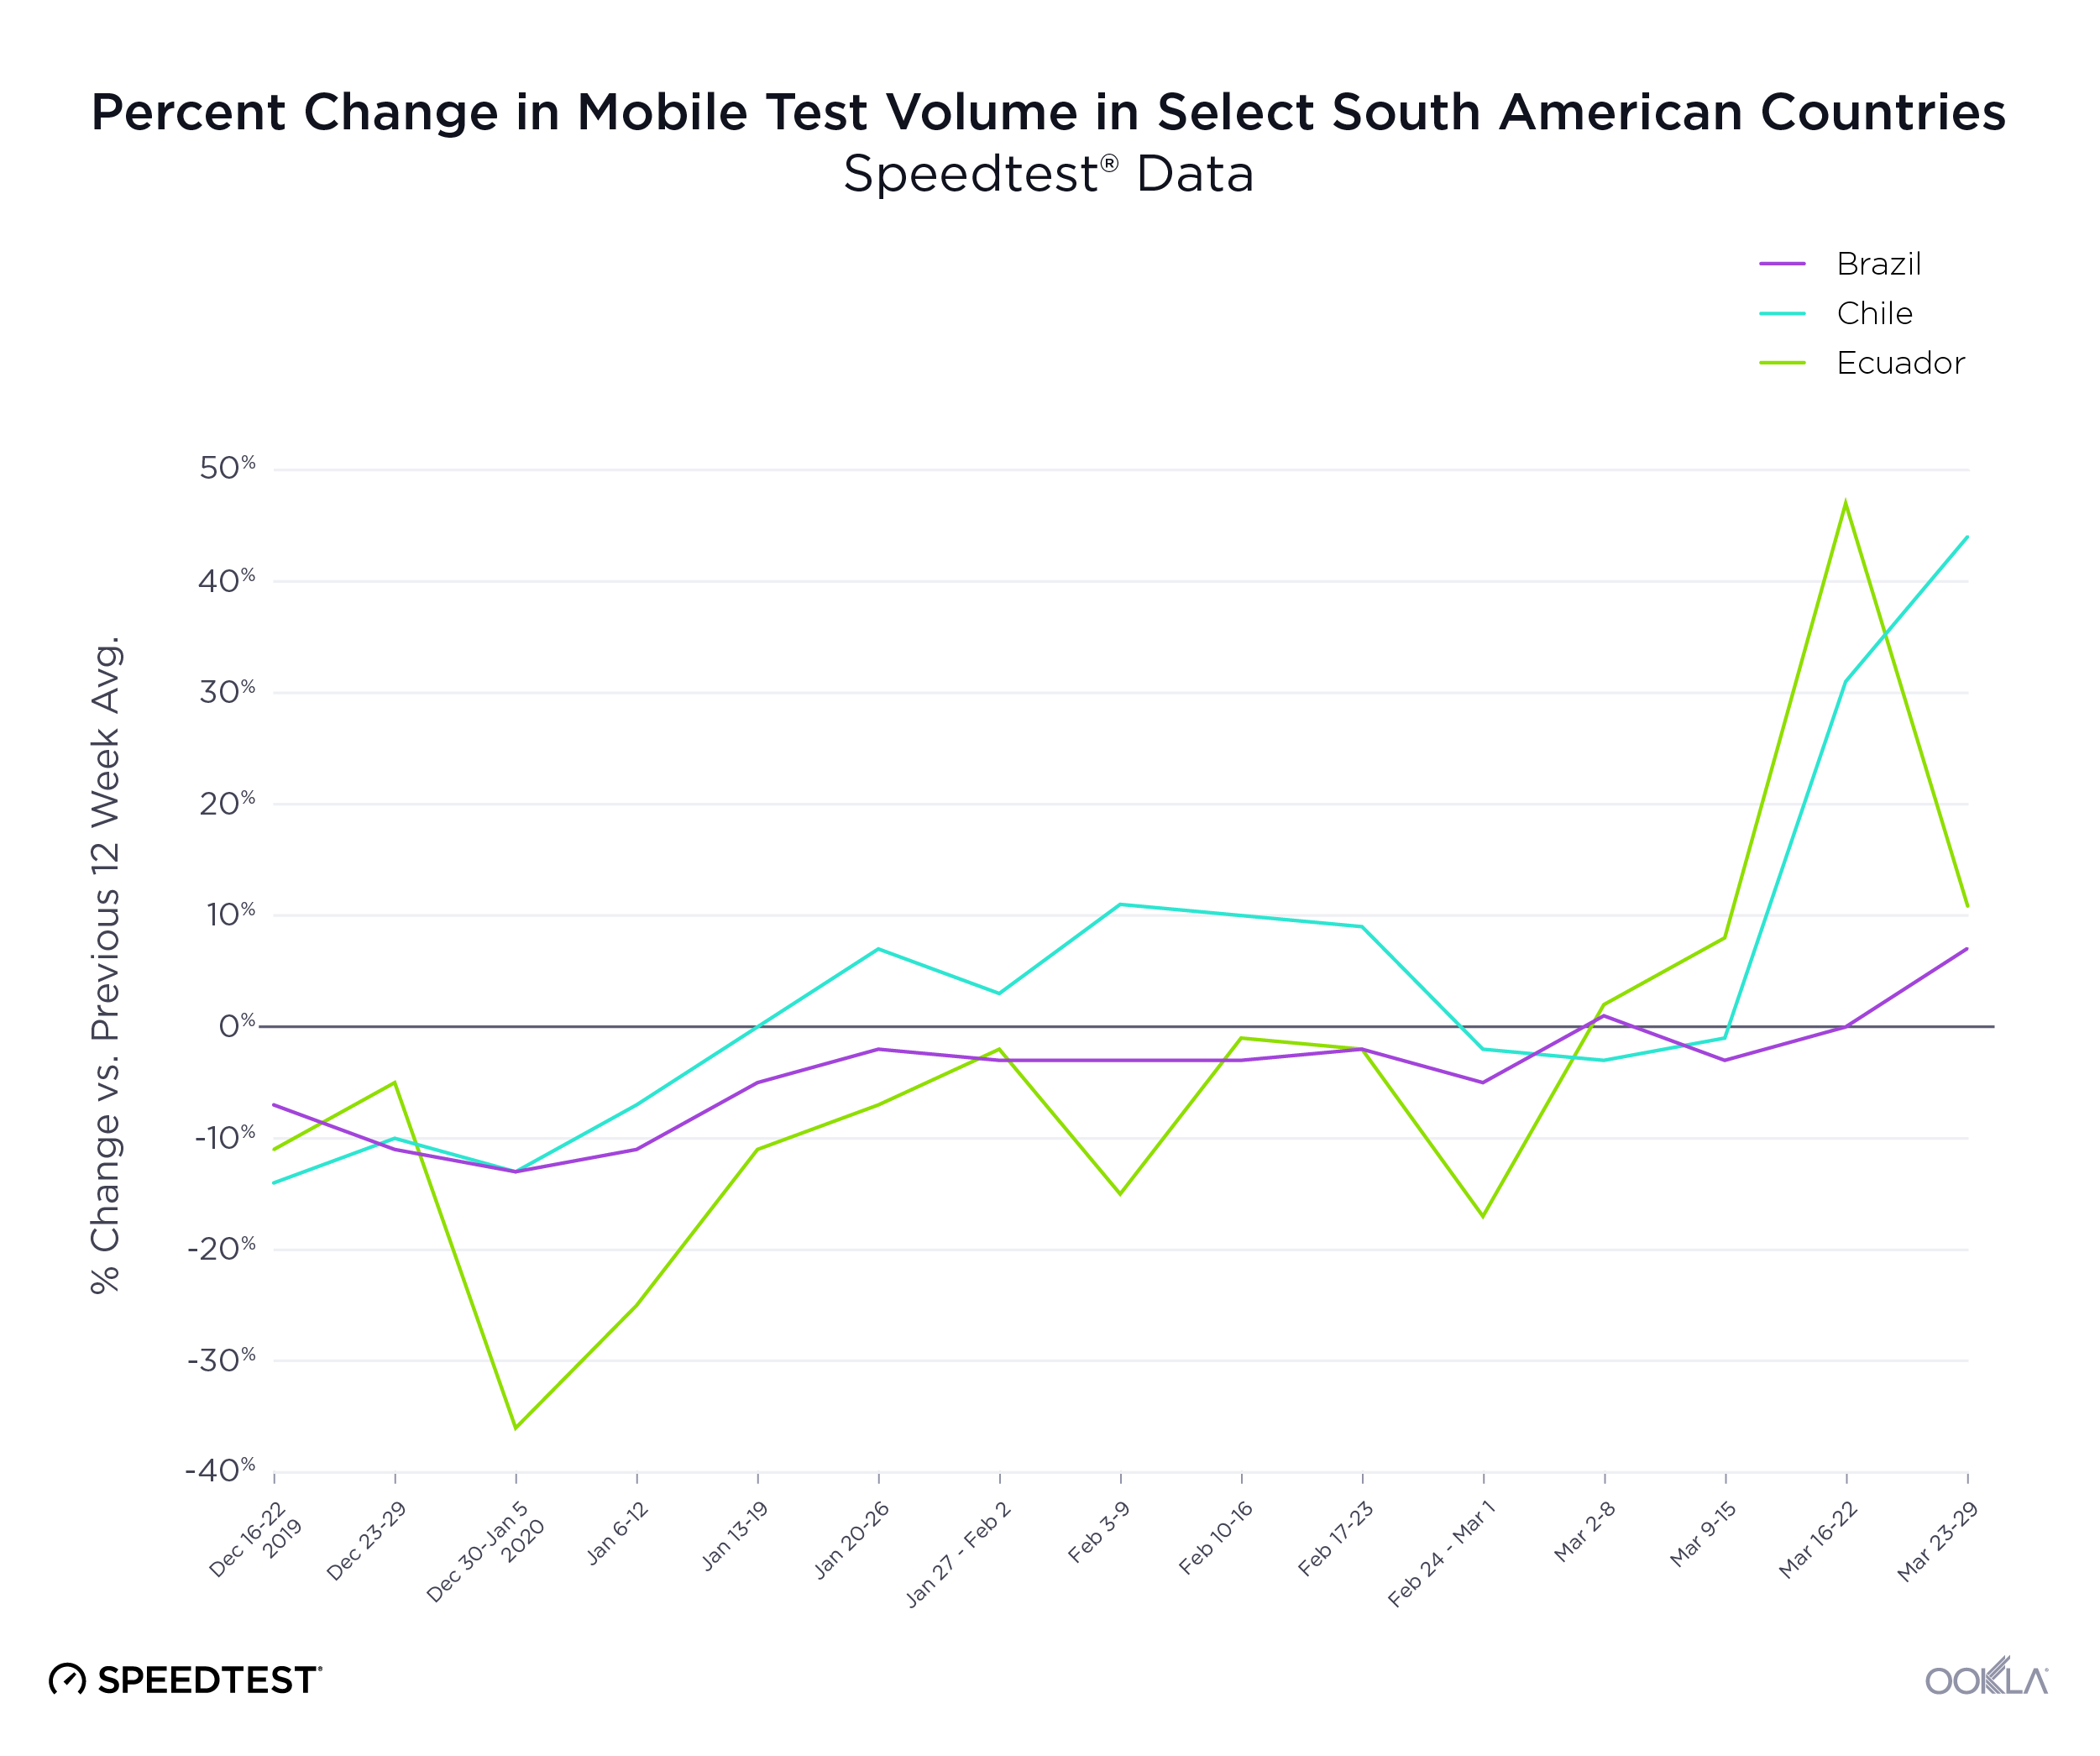 Percent Change in Mobile Test Volume in Select South American Countries
Speedtest® Data
Brazil
Chile
Ecuador
% Change vs. Previous 12 Week Avg.
50%
40%
30%
20%
10%
0%
-10%
-20%
-30%
-40%
Dec 16-22
2019
Dec 23-29
Dec 30-Jan 5
2020
Jan 6-12
Jan 13-19
Jan 20-26
Jan 27 - Feb 2
Feb 3-9
Feb 10-16
Feb 17-23
Feb 24 - Mar 1
Mar 2-8
Mar 9-15
Mar 16-22
Mar 23-29
SPEEDTEST®
OOKLA®